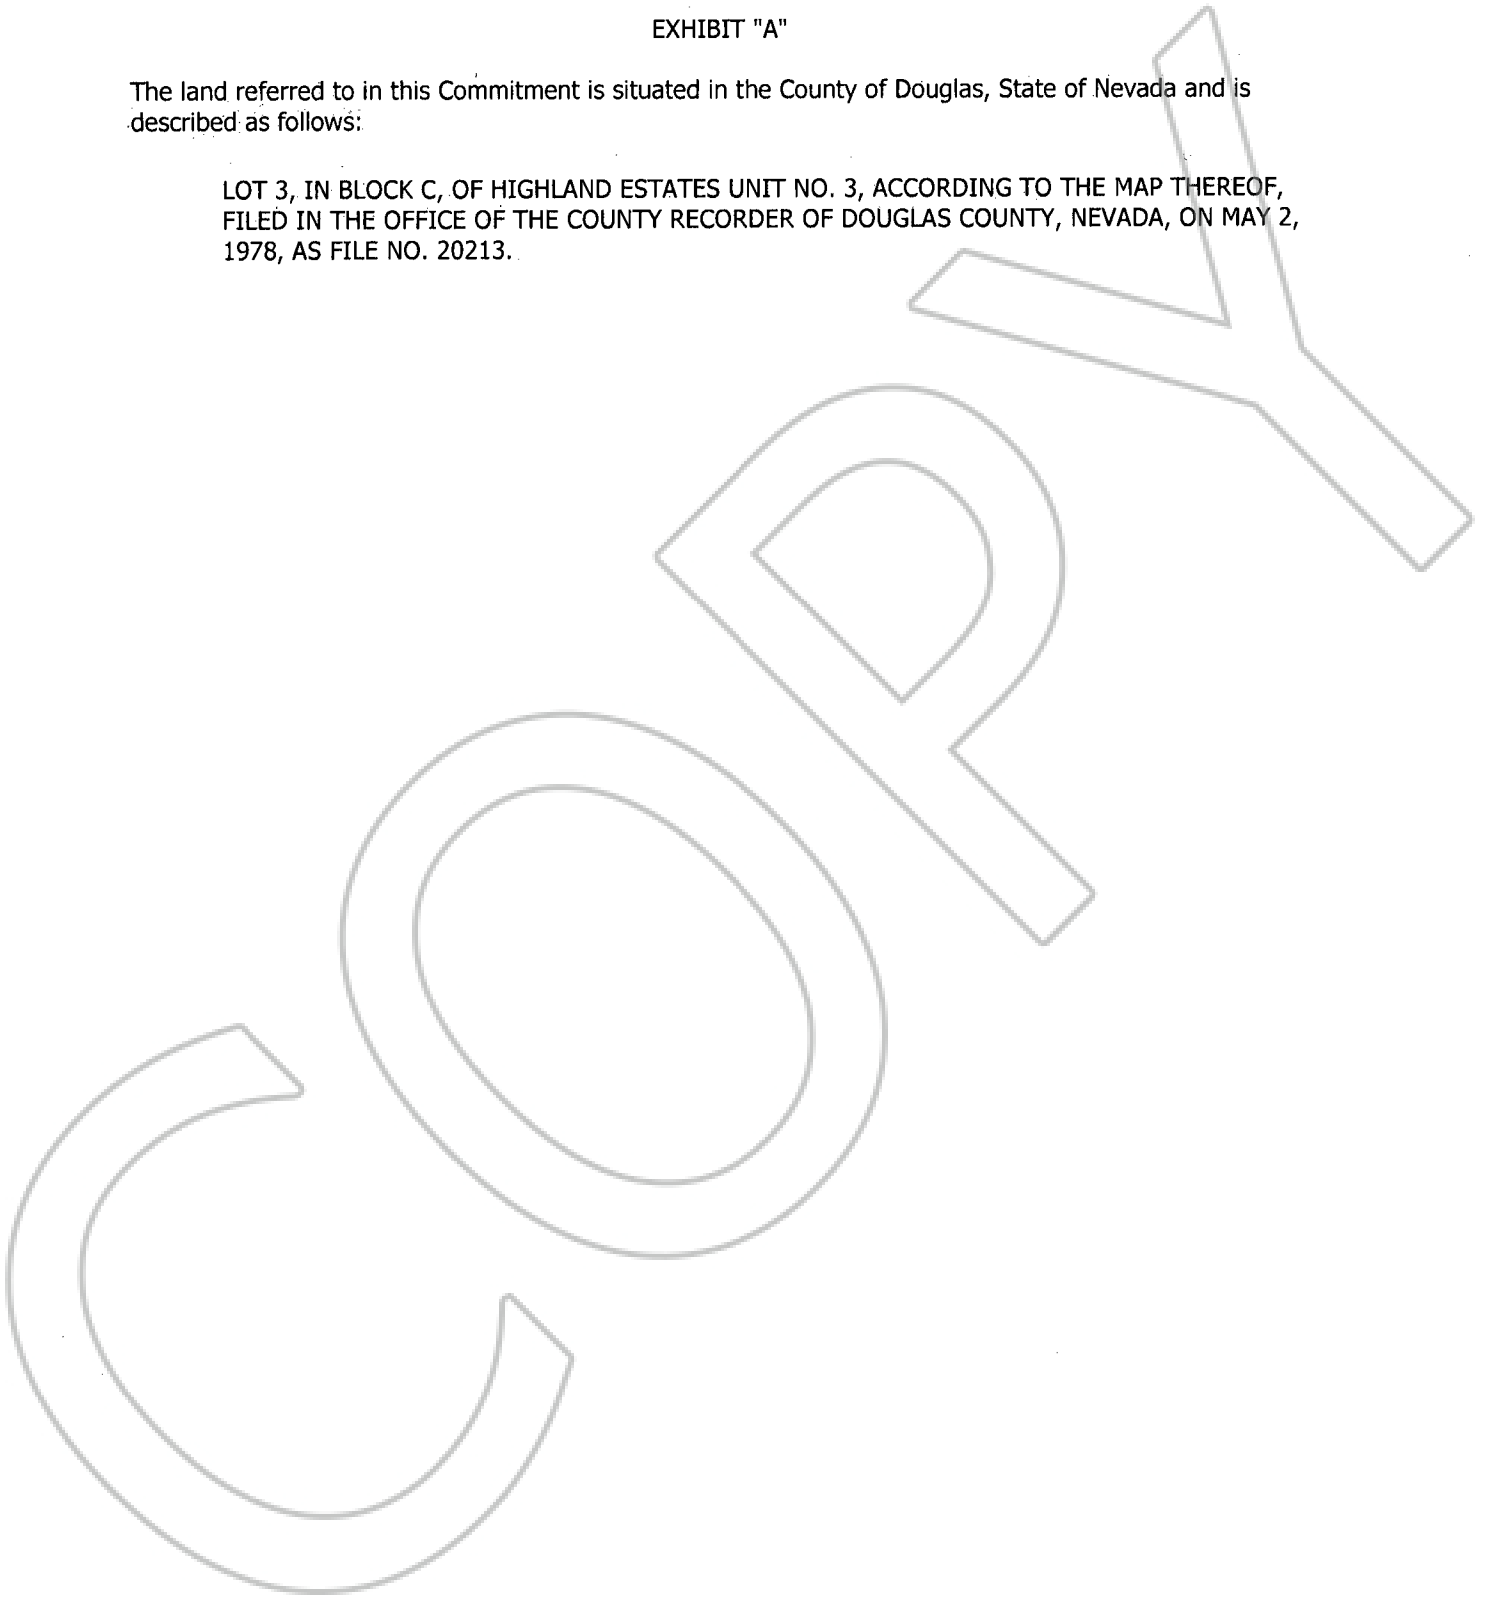 EXHIBIT "A"
The land referred to in this Commitment is situated in the County of Douglas, State of Nevada and is
described as follows:
LOT 3, IN BLOCK C, OF HIGHLAND ESTATES UNIT NO. 3, ACCORDING TO THE MAP THEREOF,
FILED IN THE OFFICE OF THE COUNTY RECORDER OF DOUGLAS COUNTY, NEVADA, ON MAY 2,
1978, AS FILE NO. 20213.
COPY